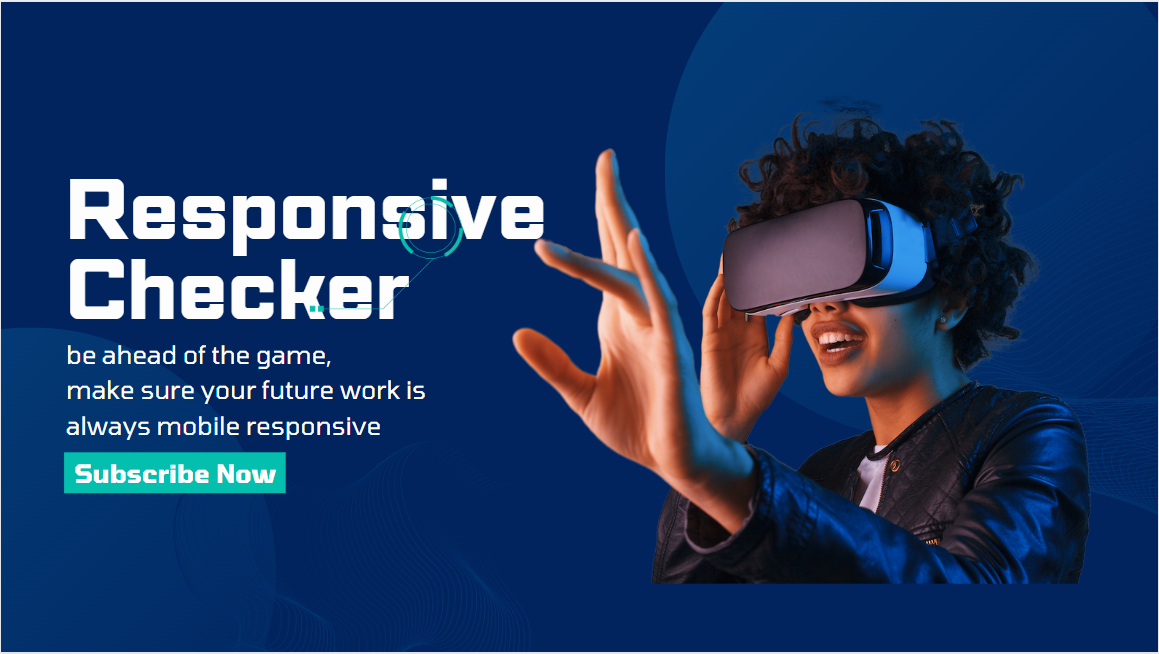 Responsive
Checker
be ahead of the game,
make sure your future work is
always mobile responsive
Subscribe Now